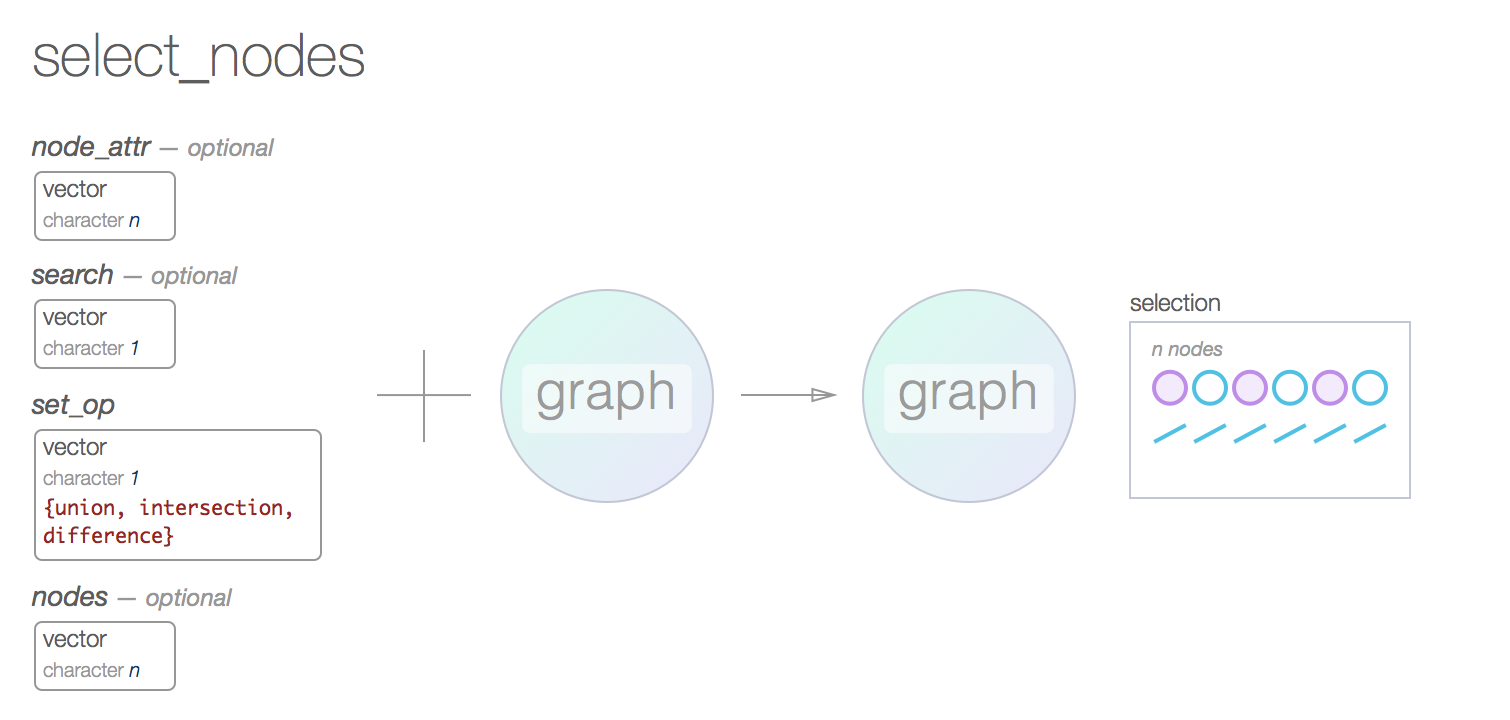 select_nodes
node_attr — optional
vector
character n
search — optional
vector
character 1
set_op
vector
character 1
{union, intersection,
difference}
nodes — optional
vector
character n
graph
graph
selection
n nodes